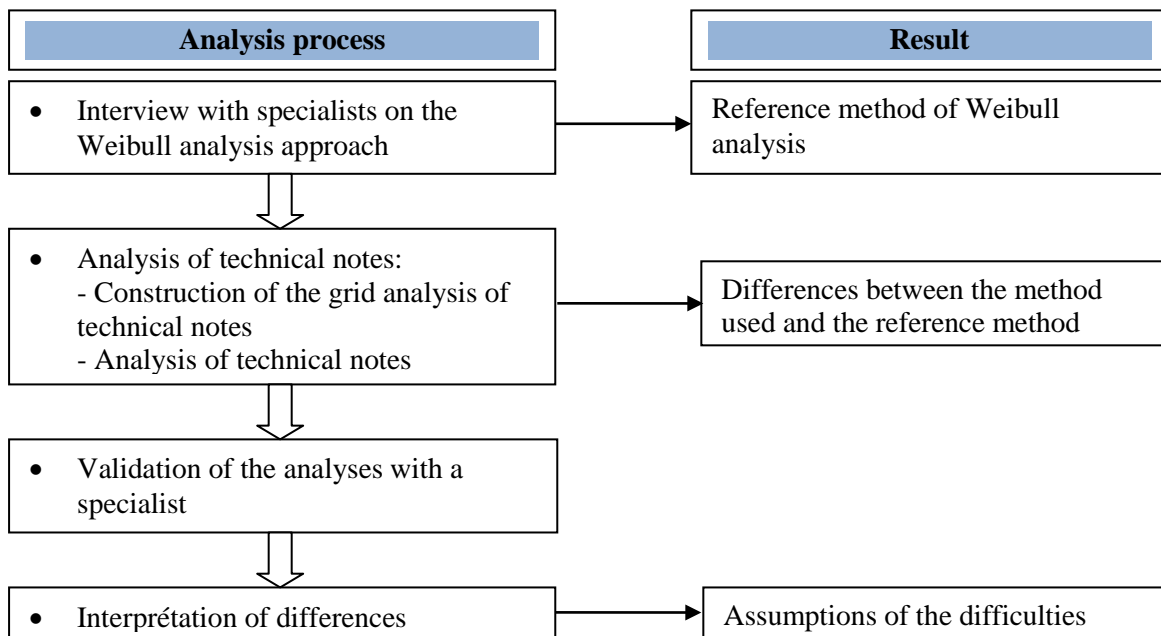 Analysis process
Result
• Interview with specialists on the
Weibull analysis approach
Reference method of Weibull
analysis
• Analysis of technical notes:
- Construction of the grid analysis of
technical notes
- Analysis of technical notes
Differences between the method
used and the reference method
• Validation of the analyses with a
specialist
• Interprétation of differences
Assumptions of the difficulties